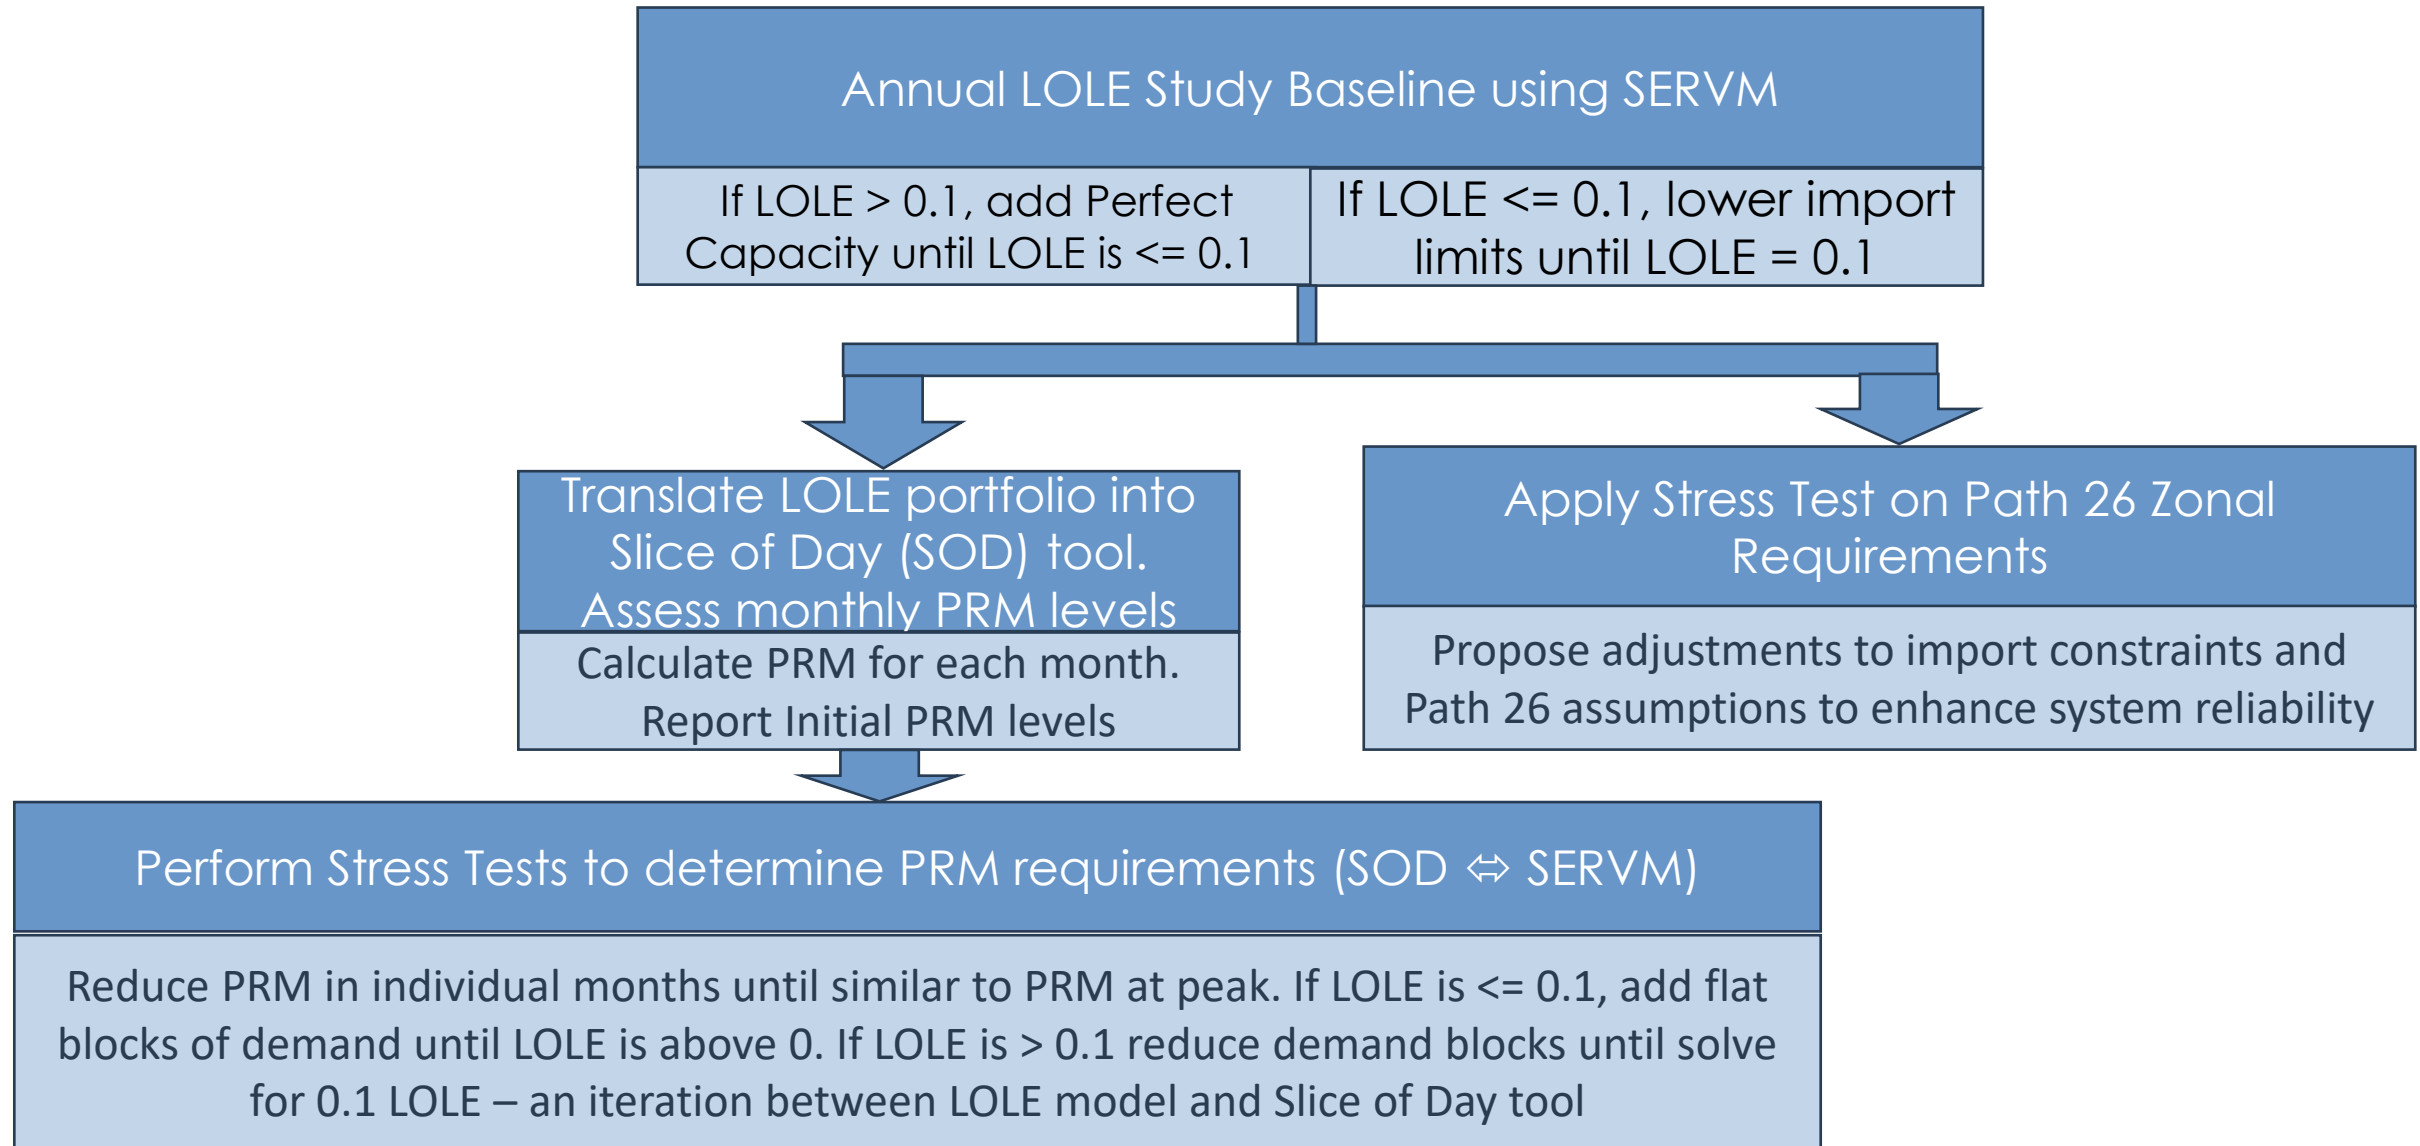 Annual LOLE Study Baseline using SERVM
If LOLE > 0.1, add Perfect
Capacity until LOLE is <= 0.1
If LOLE <= 0.1, lower import
limits until LOLE = 0.1
Translate LOLE portfolio into
Slice of Day (SOD) tool.
Assess monthly PRM levels
Calculate PRM for each month.
Report Initial PRM levels
Apply Stress Test on Path 26 Zonal
Requirements
Propose adjustments to import constraints and
Path 26 assumptions to enhance system reliability
Perform Stress Tests to determine PRM requirements (SOD ⬄ SERVM)
Reduce PRM in individual months until similar to PRM at peak. If LOLE is <= 0.1, add flat
blocks of demand until LOLE is above 0. If LOLE is > 0.1 reduce demand blocks until solve
for 0.1 LOLE – an iteration between LOLE model and Slice of Day tool